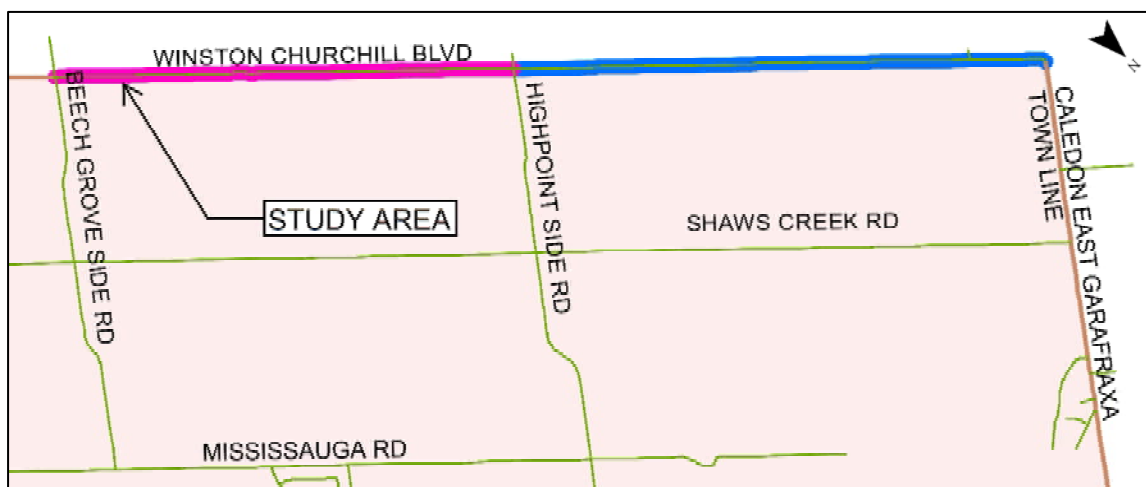 WINSTON CHURCHILL BLVD
N
BEECH GROVE SIDE RD
HIGHPOINT SIDE RD
CALEDON EAST GARAFRAXA
TOWN LINE
STUDY AREA
SHAWS CREEK RD
MISSISSAUGA RD